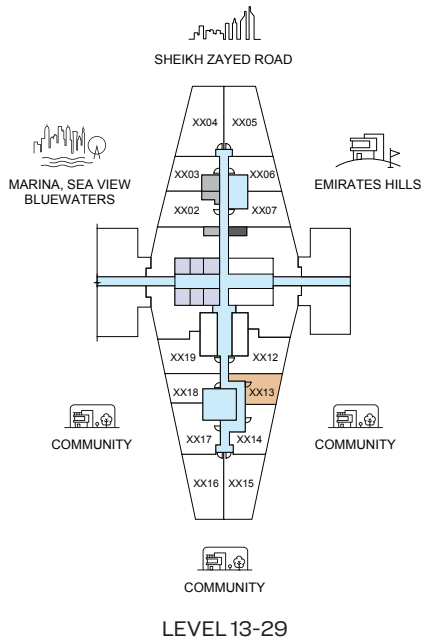 SHEIKH ZAYED ROAD
XX04 XX05
MARINA, SEA VIEW
BLUEWATERS
XX03 XX06
EMIRATES HILLS
XX02 XX07
XX19 XX12
XX18 XX13
COMMUNITY
XX17 XX14
COMMUNITY
XX16 XX15
COMMUNITY
LEVEL 13-29